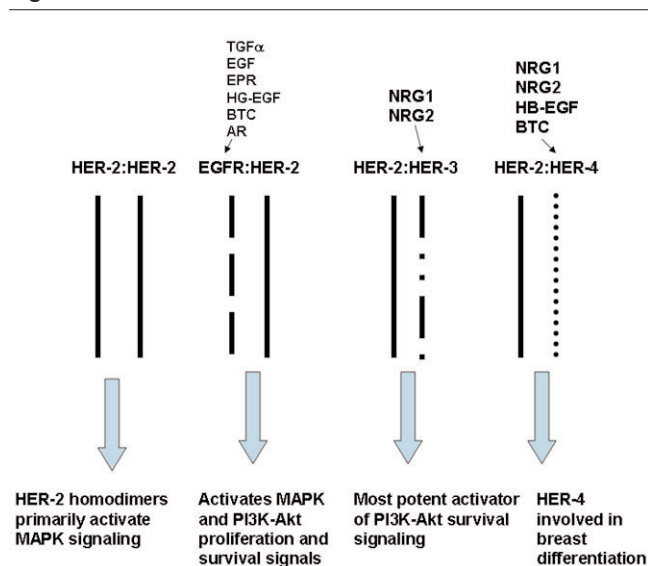 TGFα
EGF
EPR
HG-EGF
BTC
AR
NRG1
NRG2
NRG1
NRG2
HB-EGF
BTC
HER-2:HER-2
EGFR:HER-2
HER-2:HER-3
HER-2:HER-4
HER-2 homodimers
primarily activate
MAPK signaling
Activates MAPK
and PI3K-Akt
proliferation and
survival signals
Most potent activator
of PI3K-Akt survival
signaling
HER-4
involved in
breast
differentiation